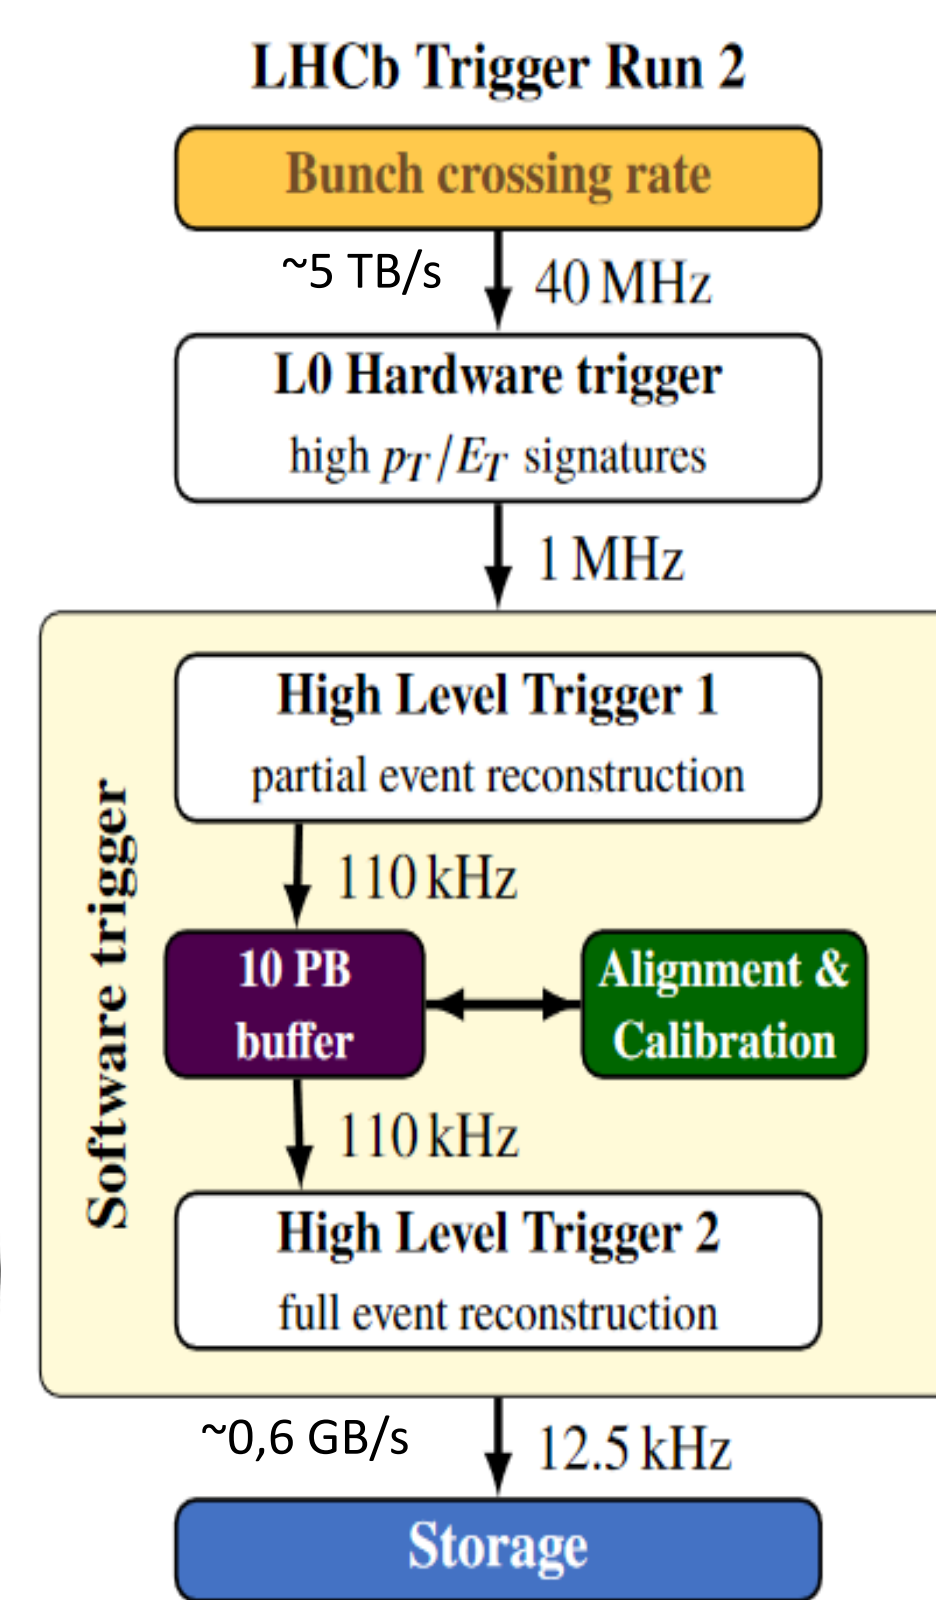 LHCb Trigger Run 2
Bunch crossing rate
~5 TB/s
40 MHz
L0 Hardware trigger
high pT/ET signatures
1 MHz
Software trigger
High Level Trigger 1
partial event reconstruction
110 kHz
10 PB
buffer
Alignment &
Calibration
110 kHz
High Level Trigger 2
full event reconstruction
~0,6 GB/s
12.5 kHz
Storage